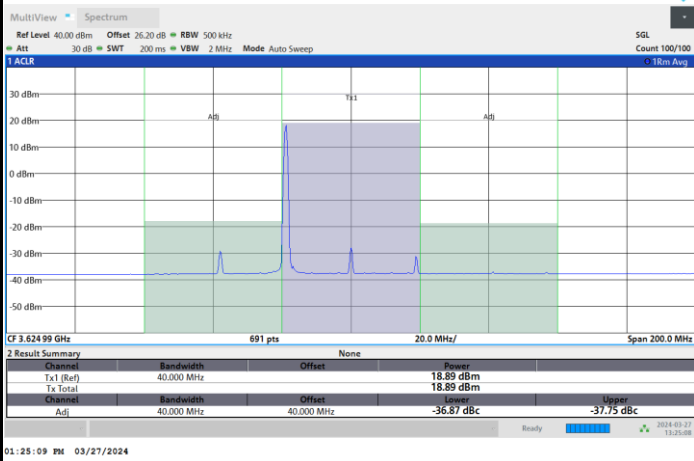 MultiView Spectrum
Ref Level 40.00 dBm Offset 26.20 dB RBW 500 kHz SGL
Att 30 dB SWT 200 ms VBW 2 MHz Mode Auto Sweep Count 100/100
1 ACLR 1Rm Avg
30 dBm
Tx1
20 dBm
Adj Adj
10 dBm
0 dBm
-10 dBm
-20 dBm
-30 dBm
-40 dBm
-50 dBm
CF 3.624 99 GHz 691 pts 20.0 MHz/ Span 200.0 MHz
2 Result Summary None
Channel Bandwidth Offset Power
Tx1 (Ref) 40.000 MHz 18.89 dBm
Tx Total 18.89 dBm
Channel Bandwidth Offset Lower Upper
Adj 40.000 MHz 40.000 MHz -36.87 dBc -37.75 dBc
Ready 2024-03-27
13:25:08
01:25:09 PM 03/27/2024